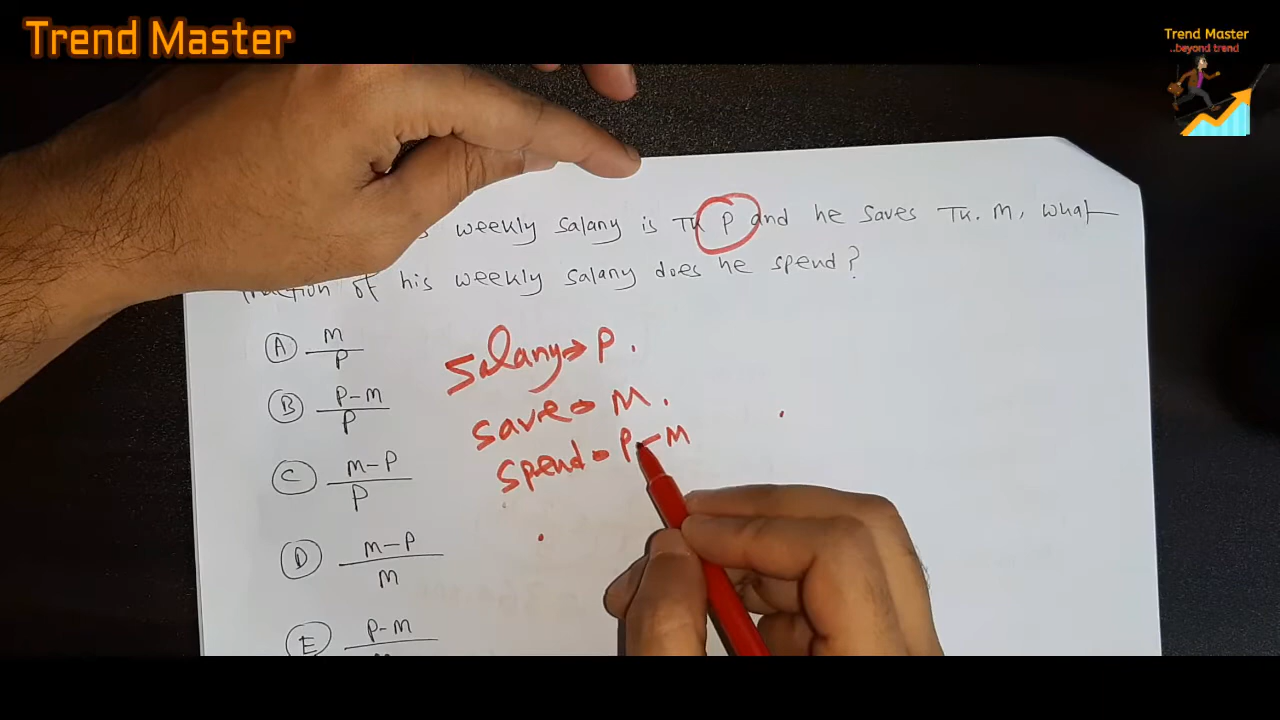 Trend Master
Trend Master
..beyond trend
weekly salary is Tk P and he saves Tk. M, what
fraction of his weekly salary does he spend?
A M/P
B P-M/P
C M-P/P
D M-P/M
E P-M
salary→ P.
save→ M.
spend→ P-M